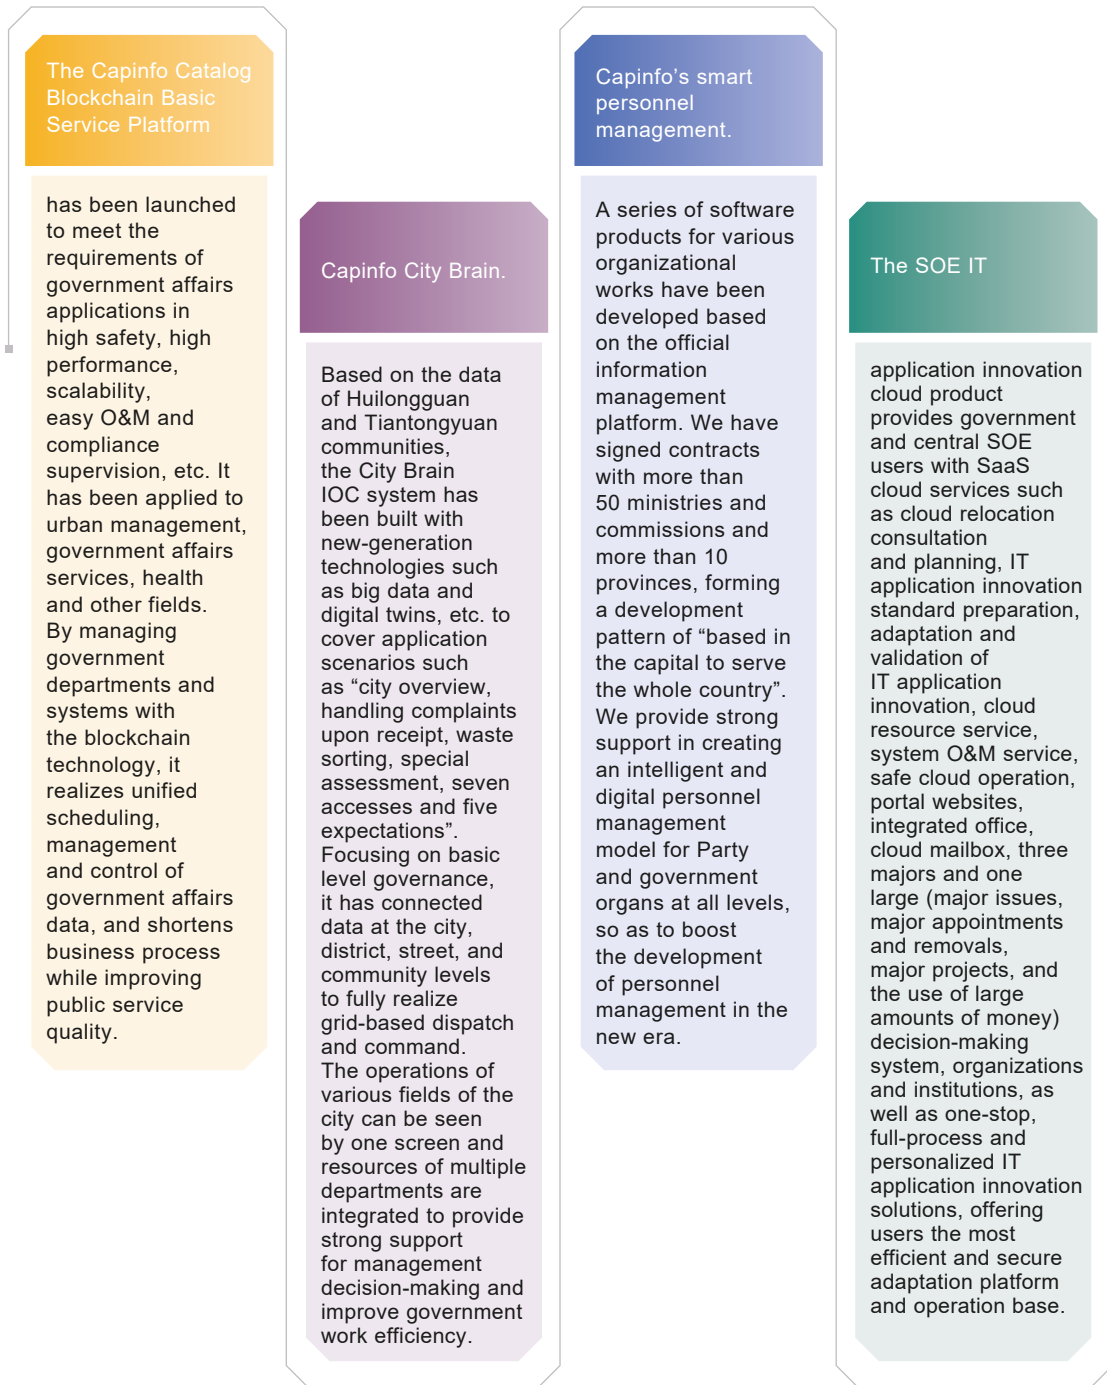 The Capinfo Catalog
Blockchain Basic
Service Platform
has been launched
to meet the
requirements of
government affairs
applications in
high safety, high
performance,
scalability,
easy O&M and
compliance
supervision, etc. It
has been applied to
urban management,
government affairs
services, health
and other fields.
By managing
government
departments and
systems with
the blockchain
technology, it
realizes unified
scheduling,
management
and control of
government affairs
data, and shortens
business process
while improving
public service
quality.
Capinfo City Brain.
Based on the data
of Huilongguan
and Tiantongyuan
communities,
the City Brain
IOC system has
been built with
new-generation
technologies such
as big data and
digital twins, etc. to
cover application
scenarios such
as “city overview,
handling complaints
upon receipt, waste
sorting, special
assessment, seven
accesses and five
expectations”.
Focusing on basic
level governance,
it has connected
data at the city,
district, street, and
community levels
to fully realize
grid-based dispatch
and command.
The operations of
various fields of the
city can be seen
by one screen and
resources of multiple
departments are
integrated to provide
strong support
for management
decision-making and
improve government
work efficiency.
Capinfo’s smart
personnel
management.
A series of software
products for various
organizational
works have been
developed based
on the official
information
management
platform. We have
signed contracts
with more than
50 ministries and
commissions and
more than 10
provinces, forming
a development
pattern of “based in
the capital to serve
the whole country”.
We provide strong
support in creating
an intelligent and
digital personnel
management
model for Party
and government
organs at all levels,
so as to boost
the development
of personnel
management in the
new era.
The SOE IT
application innovation
cloud product
provides government
and central SOE
users with SaaS
cloud services such
as cloud relocation
consultation
and planning, IT
application innovation
standard preparation,
adaptation and
validation of
IT application
innovation, cloud
resource service,
system O&M service,
safe cloud operation,
portal websites,
integrated office,
cloud mailbox, three
majors and one
large (major issues,
major appointments
and removals,
major projects, and
the use of large
amounts of money)
decision-making
system, organizations
and institutions, as
well as one-stop,
full-process and
personalized IT
application innovation
solutions, offering
users the most
efficient and secure
adaptation platform
and operation base.